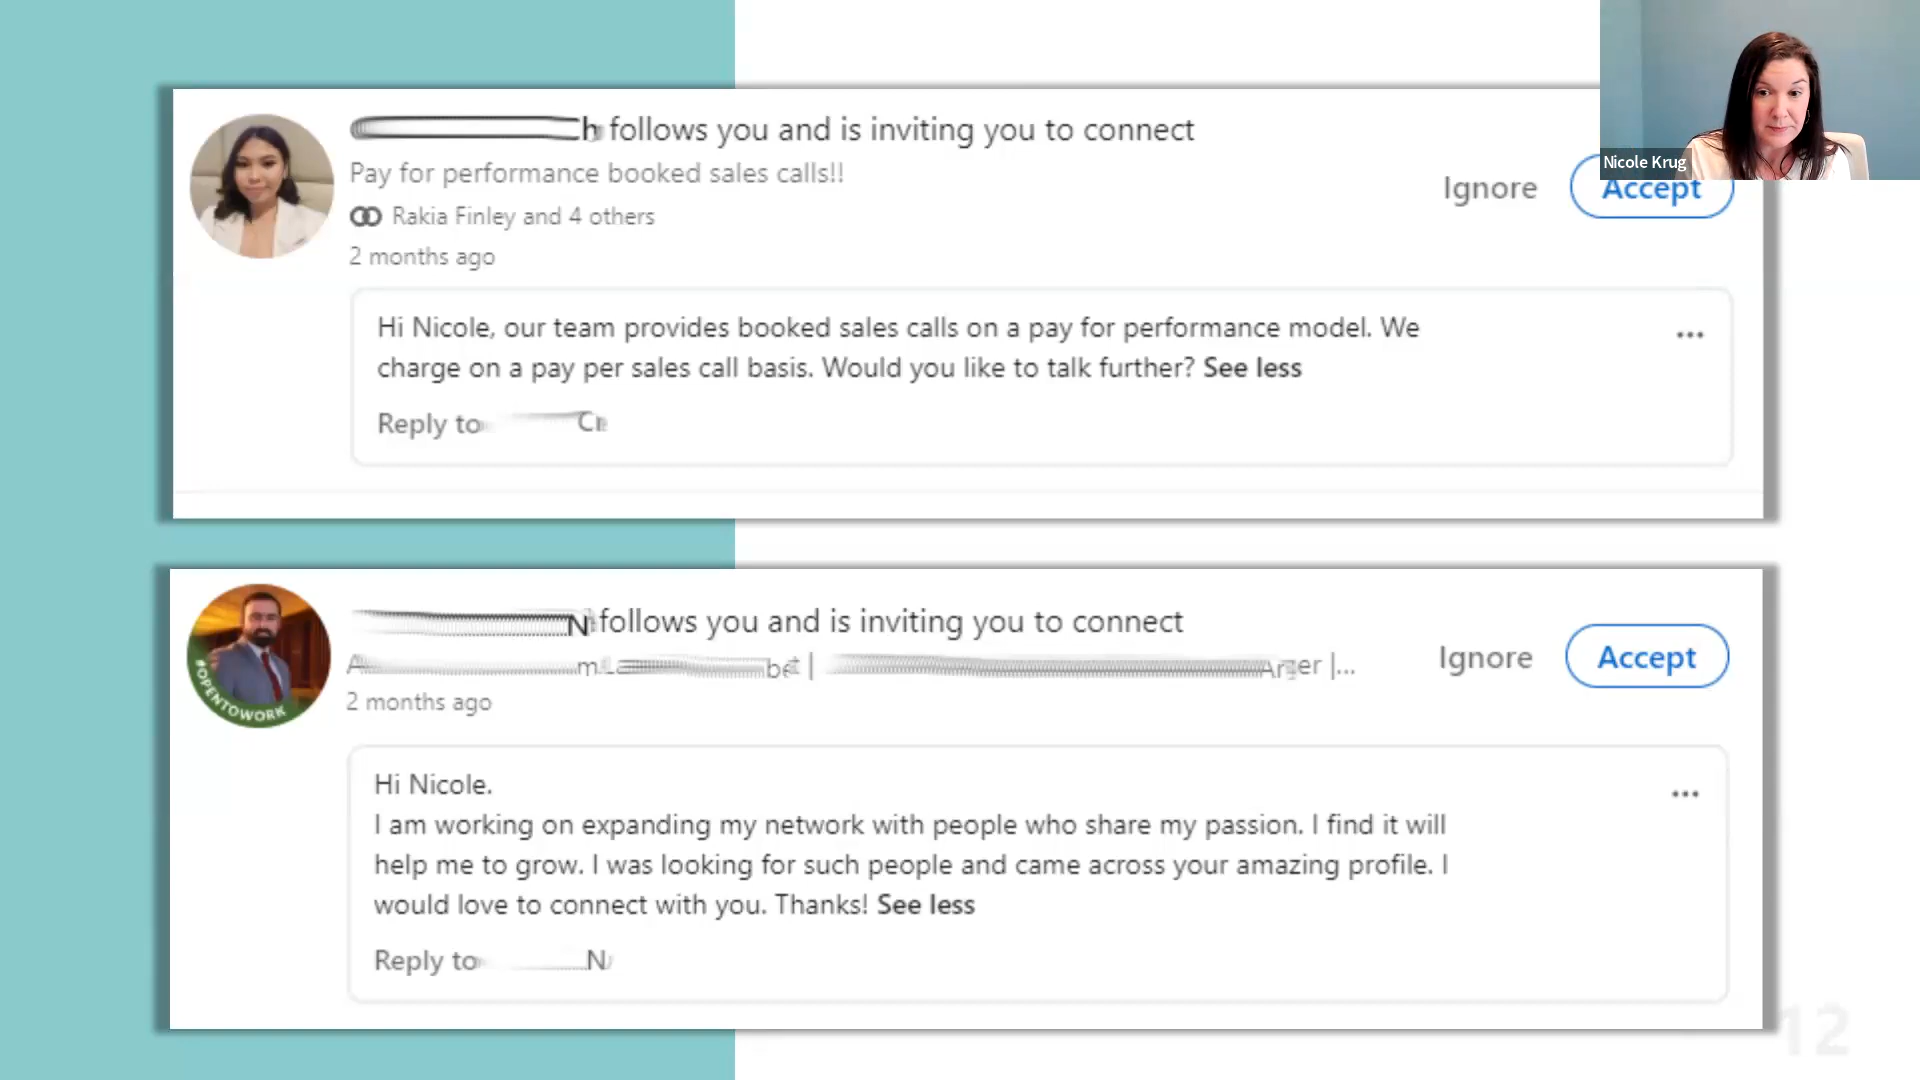 follows you and is inviting you to connect
Pay for performance booked sales calls!!
Rakia Finley and 4 others
2 months ago
Ignore
Accept
Nicole Krug
Hi Nicole, our team provides booked sales calls on a pay for performance model. We
charge on a pay per sales call basis. Would you like to talk further? See less
...
Reply to
follows you and is inviting you to connect
2 months ago
#OPENTOWORK
Ignore
Accept
Hi Nicole.
I am working on expanding my network with people who share my passion. I find it will
help me to grow. I was looking for such people and came across your amazing profile. I
would love to connect with you. Thanks! See less
...
Reply to
12